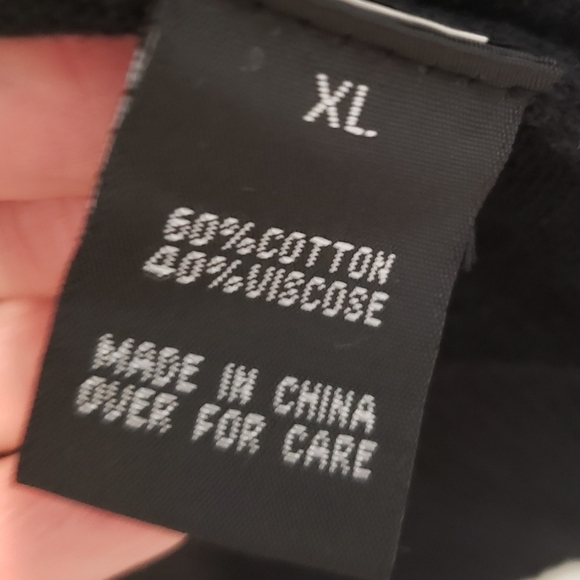 XL
60%COTTON
40%VISCOSE
MADE IN CHINA
OVER FOR CARE